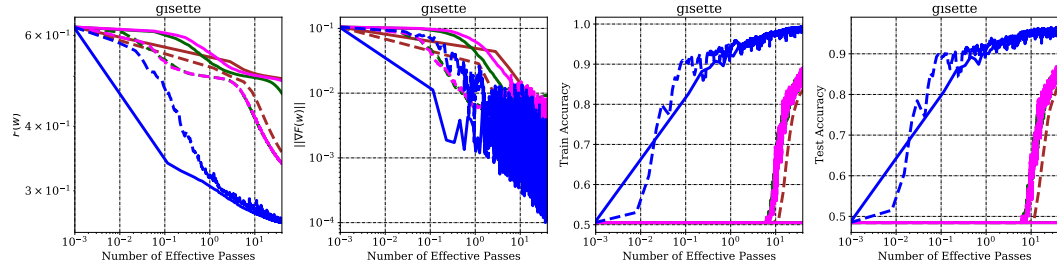 gisette
gisette
gisette
gisette
6 × 10⁻¹
4 × 10⁻¹
3 × 10⁻¹
F(w)
10⁻³ 10⁻² 10⁻¹ 10⁰ 10¹
Number of Effective Passes
10⁻¹
10⁻²
10⁻³
10⁻⁴
||∇F(w)||
10⁻³ 10⁻² 10⁻¹ 10⁰ 10¹
Number of Effective Passes
1.0
0.9
0.8
0.7
0.6
0.5
Train Accuracy
10⁻³ 10⁻² 10⁻¹ 10⁰ 10¹
Number of Effective Passes
0.9
0.8
0.7
0.6
0.5
Test Accuracy
10⁻³ 10⁻² 10⁻¹ 10⁰ 10¹
Number of Effective Passes